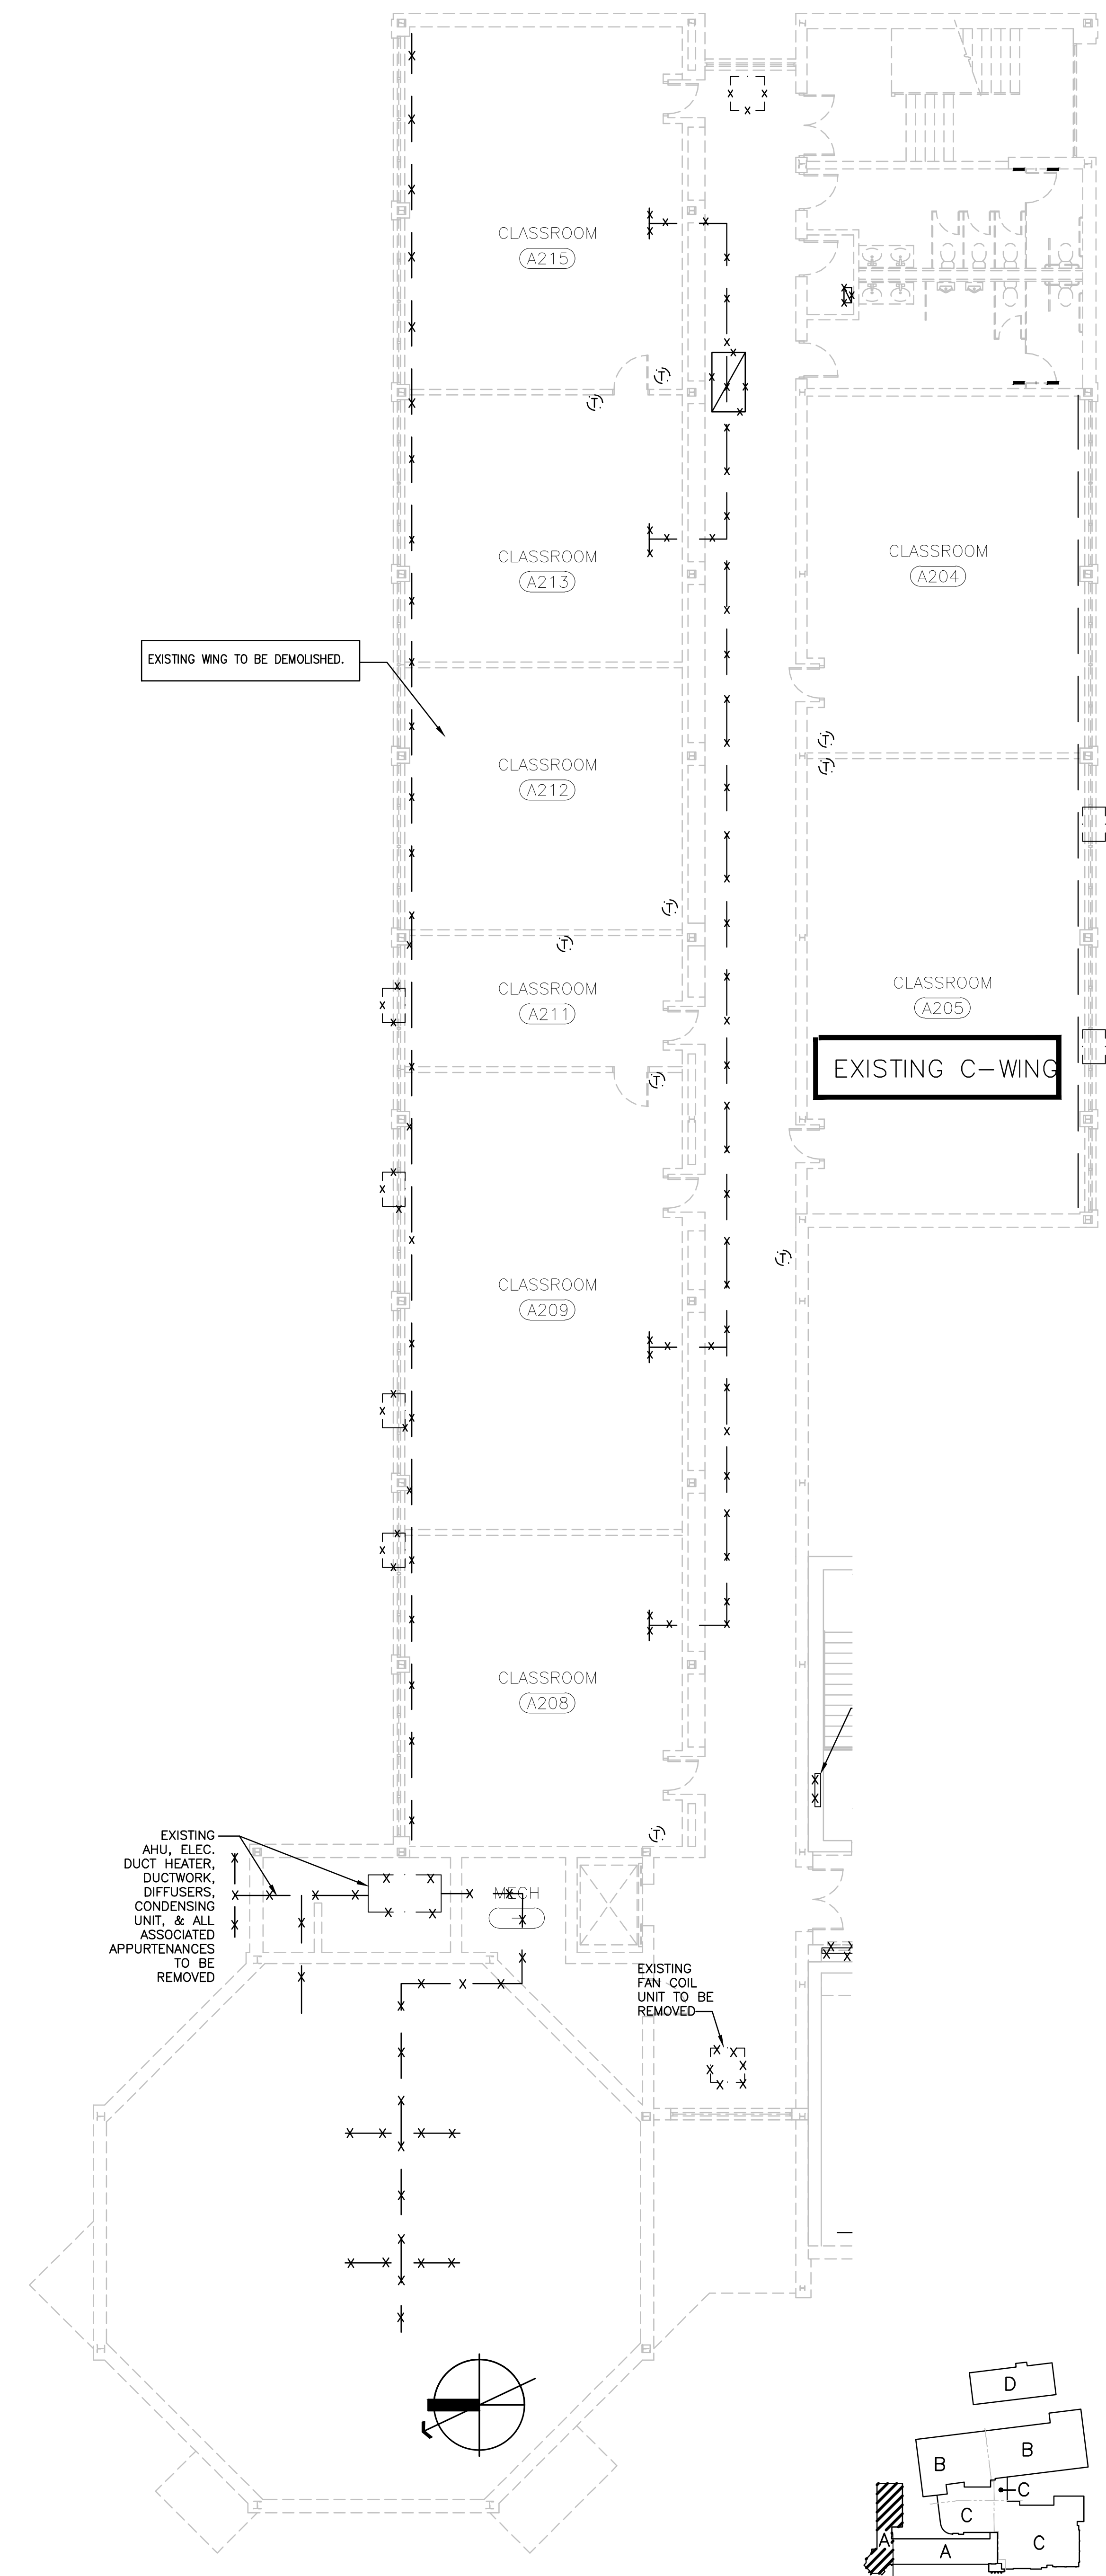 CLASSROOM
A215
CLASSROOM
A213
CLASSROOM
A204
EXISTING WING TO BE DEMOLISHED.
CLASSROOM
A212
CLASSROOM
A211
CLASSROOM
A205
EXISTING C-WING
CLASSROOM
A209
CLASSROOM
A208
EXISTING
AHU, ELEC.
DUCT HEATER,
DUCTWORK,
DIFFUSERS,
CONDENSING
UNIT, & ALL
ASSOCIATED
APPURTENANCES
TO BE
REMOVED
MECH
EXISTING
FAN COIL
UNIT TO BE
REMOVED
D
B
B
C
C
C
A
A